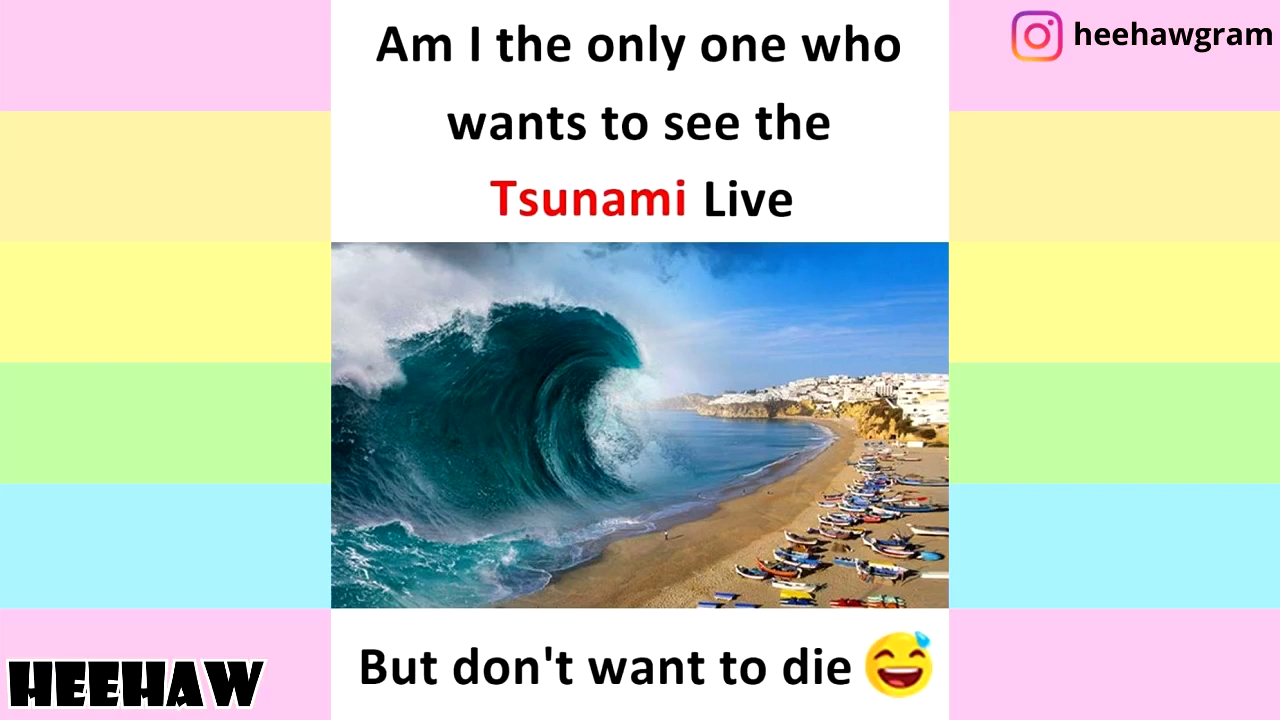 Am I the only one who
wants to see the
Tsunami Live
But don't want to die
heehawgram
HEEHAW